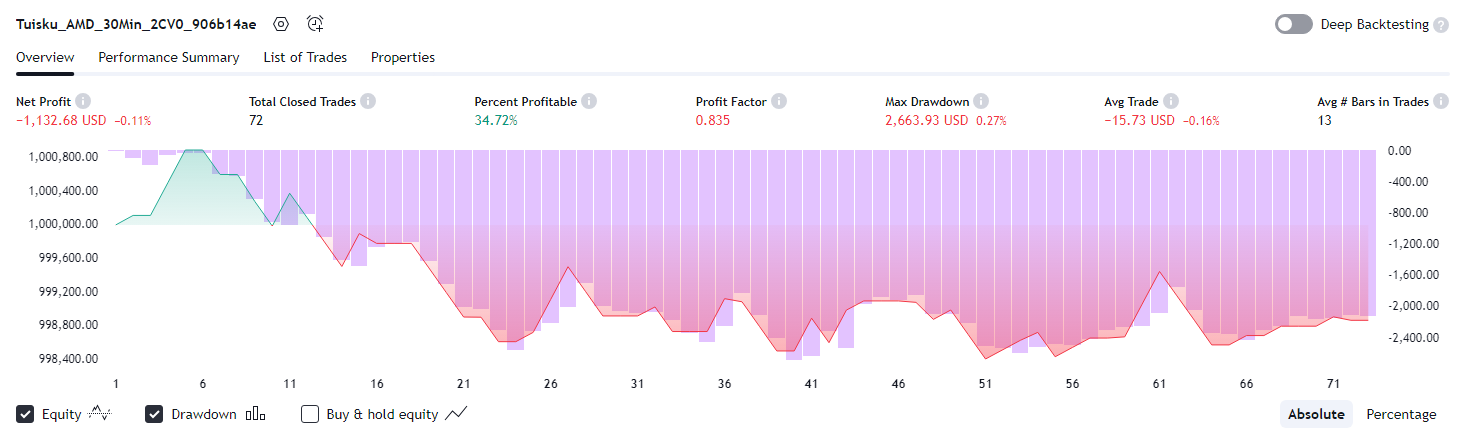 Tuisku_AMD_30Min_2CV0_906b14ae
Deep Backtesting
Overview Performance Summary List of Trades Properties
Net Profit Total Closed Trades Percent Profitable Profit Factor Max Drawdown Avg Trade Avg # Bars in Trades
−1,132.68 USD −0.11% 72 34.72% 0.835 2,663.93 USD 0.27% −15.73 USD −0.16% 13
1,000,800.00
1,000,400.00
1,000,000.00
999,600.00
999,200.00
998,800.00
998,400.00
0.00
-400.00
-800.00
-1,200.00
-1,600.00
-2,000.00
-2,400.00
1 6 11 16 21 26 31 36 41 46 51 56 61 66 71
Equity Drawdown Buy & hold equity Absolute Percentage